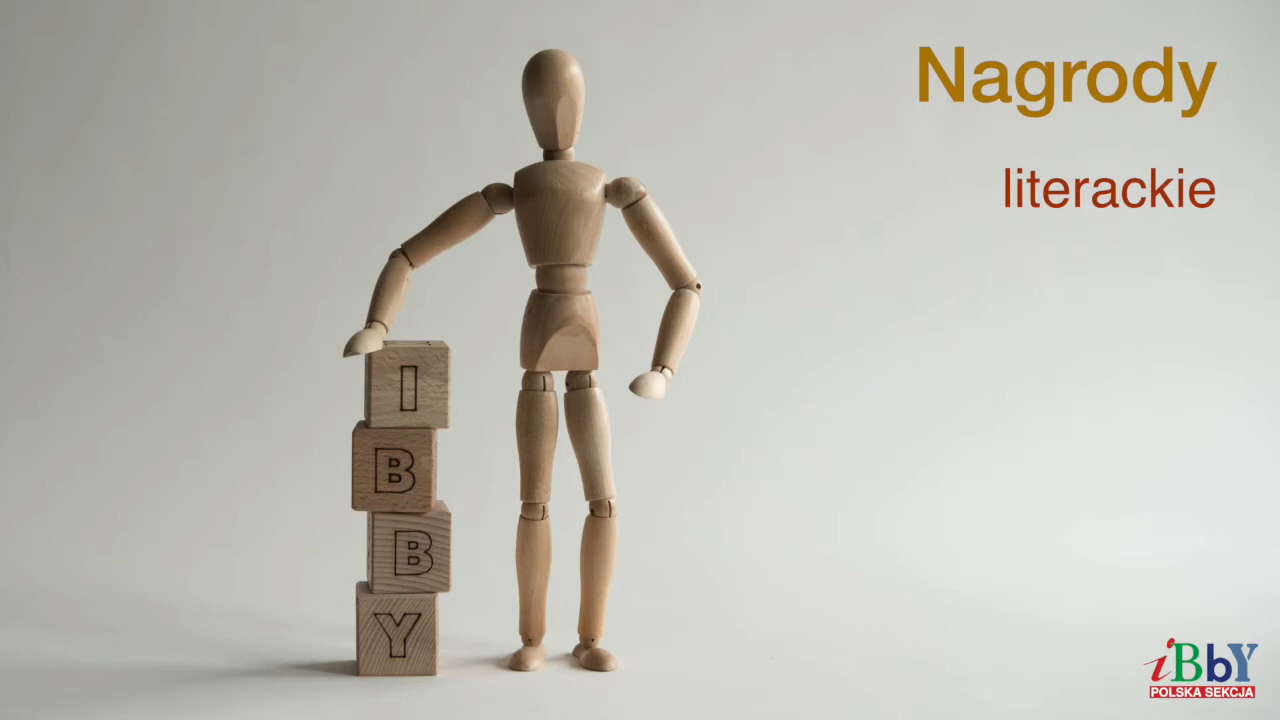 Nagrody
literackie
I
B
B
Y
iBbY
POLSKA SEKCJA